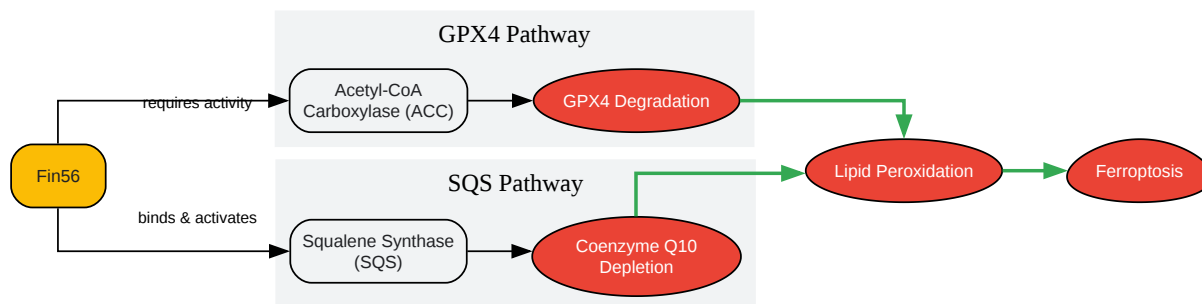 GPX4 Pathway
Acetyl-CoA
Carboxylase (ACC)
requires activity
GPX4 Degradation
Fin56
Lipid Peroxidation
Ferroptosis
SQS Pathway
binds & activates
Squalene Synthase
(SQS)
Coenzyme Q10
Depletion